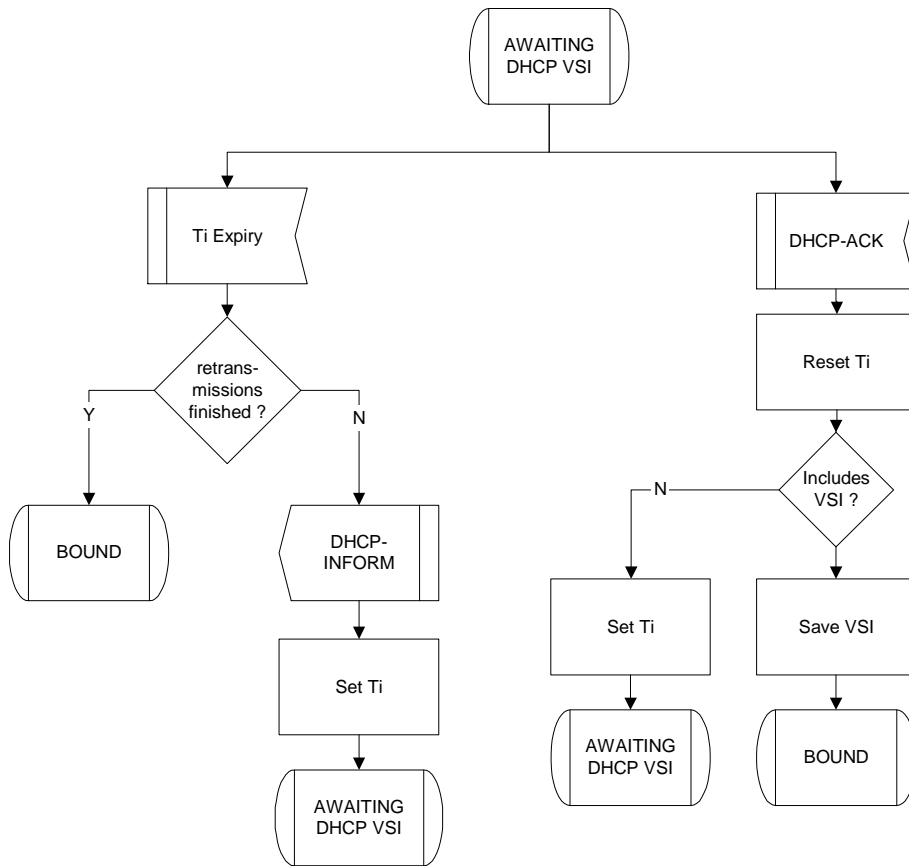 AWAITING
DHCP VSI
Ti Expiry
DHCP-ACK
retrans-
missions
finished ?
Reset Ti
Y
N
Includes
VSI ?
N
BOUND
DHCP-
INFORM
Set Ti
Save VSI
Set Ti
AWAITING
DHCP VSI
BOUND
AWAITING
DHCP VSI